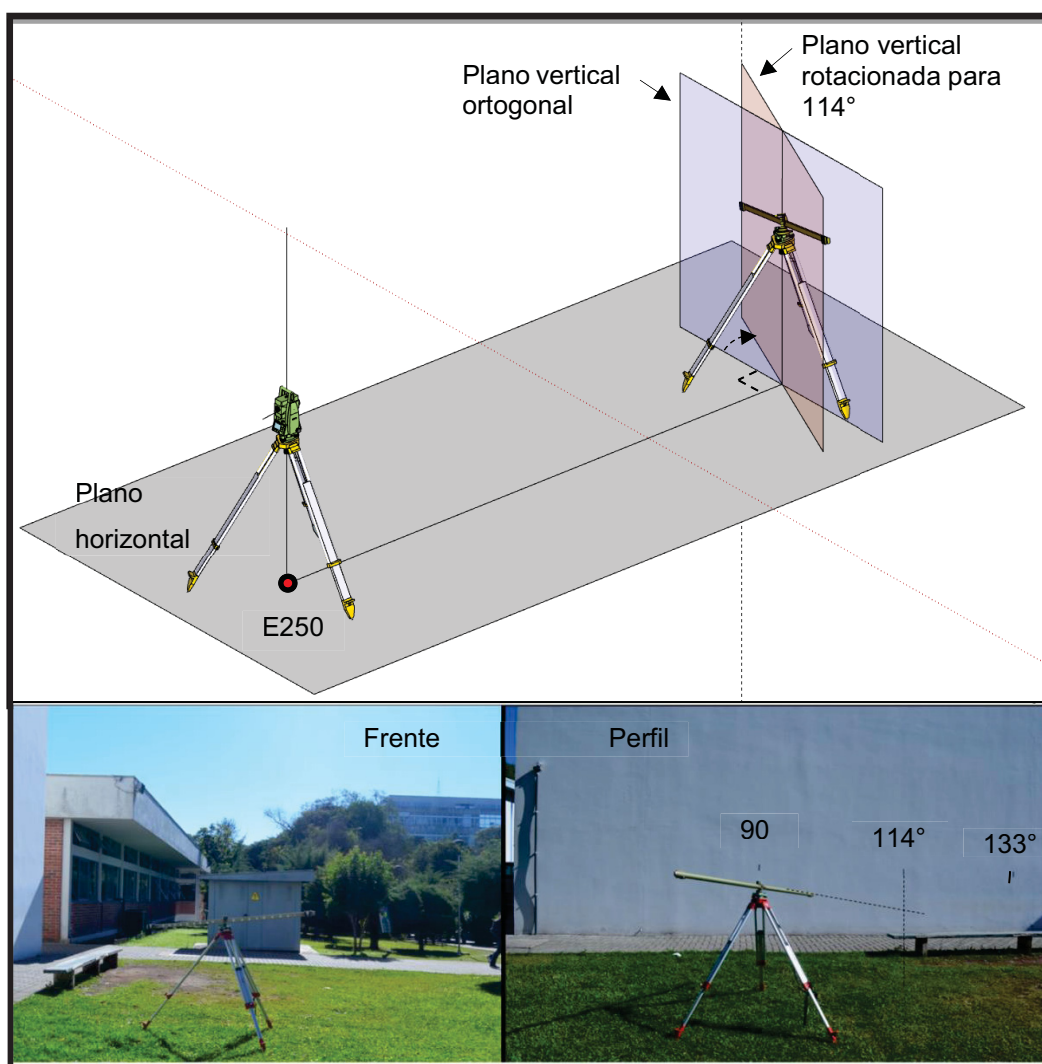 Plano vertical
ortogonal
Plano vertical
rotacionada para
114°
Plano
horizontal
E250
Frente
Perfil
90
114°
133°